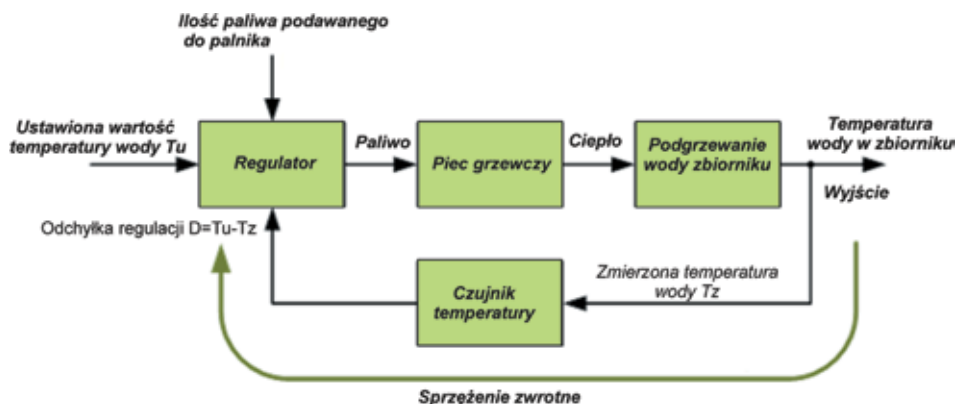 Ilość paliwa podawanego
do palnika
Ustawiona wartość
temperatury wody Tu
Regulator
Paliwo
Piec grzewczy
Ciepło
Podgrzewanie
wody zbiorniku
Temperatura
wody w zbiorniku
Wyjście
Odchyłka regulacji D=Tu-Tz
Czujnik
temperatury
Zmierzona temperatura
wody Tz
Sprzężenie zwrotne